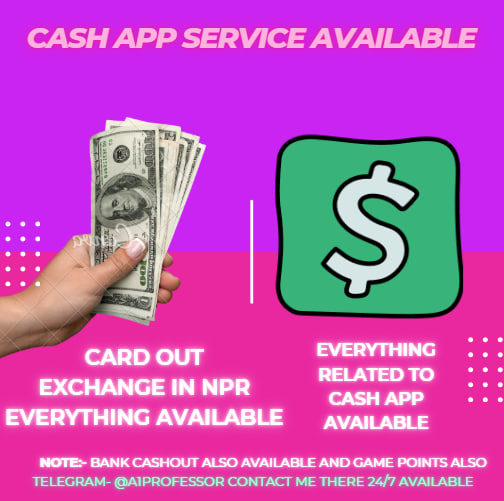 CASH APP SERVICE AVAILABLE
CARD OUT
EXCHANGE IN NPR
EVERYTHING AVAILABLE
EVERYTHING
RELATED TO
CASH APP
AVAILABLE
NOTE:- BANK CASHOUT ALSO AVAILABLE AND GAME POINTS ALSO
TELEGRAM- @A1PROFESSOR CONTACT ME THERE 24/7 AVAILABLE